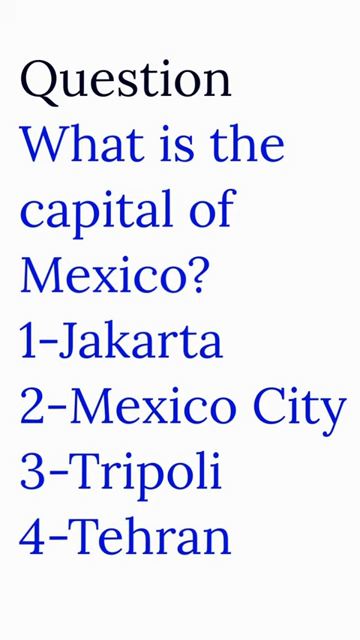 Question
What is the
capital of
Mexico?
1-Jakarta
2-Mexico City
3-Tripoli
4-Tehran